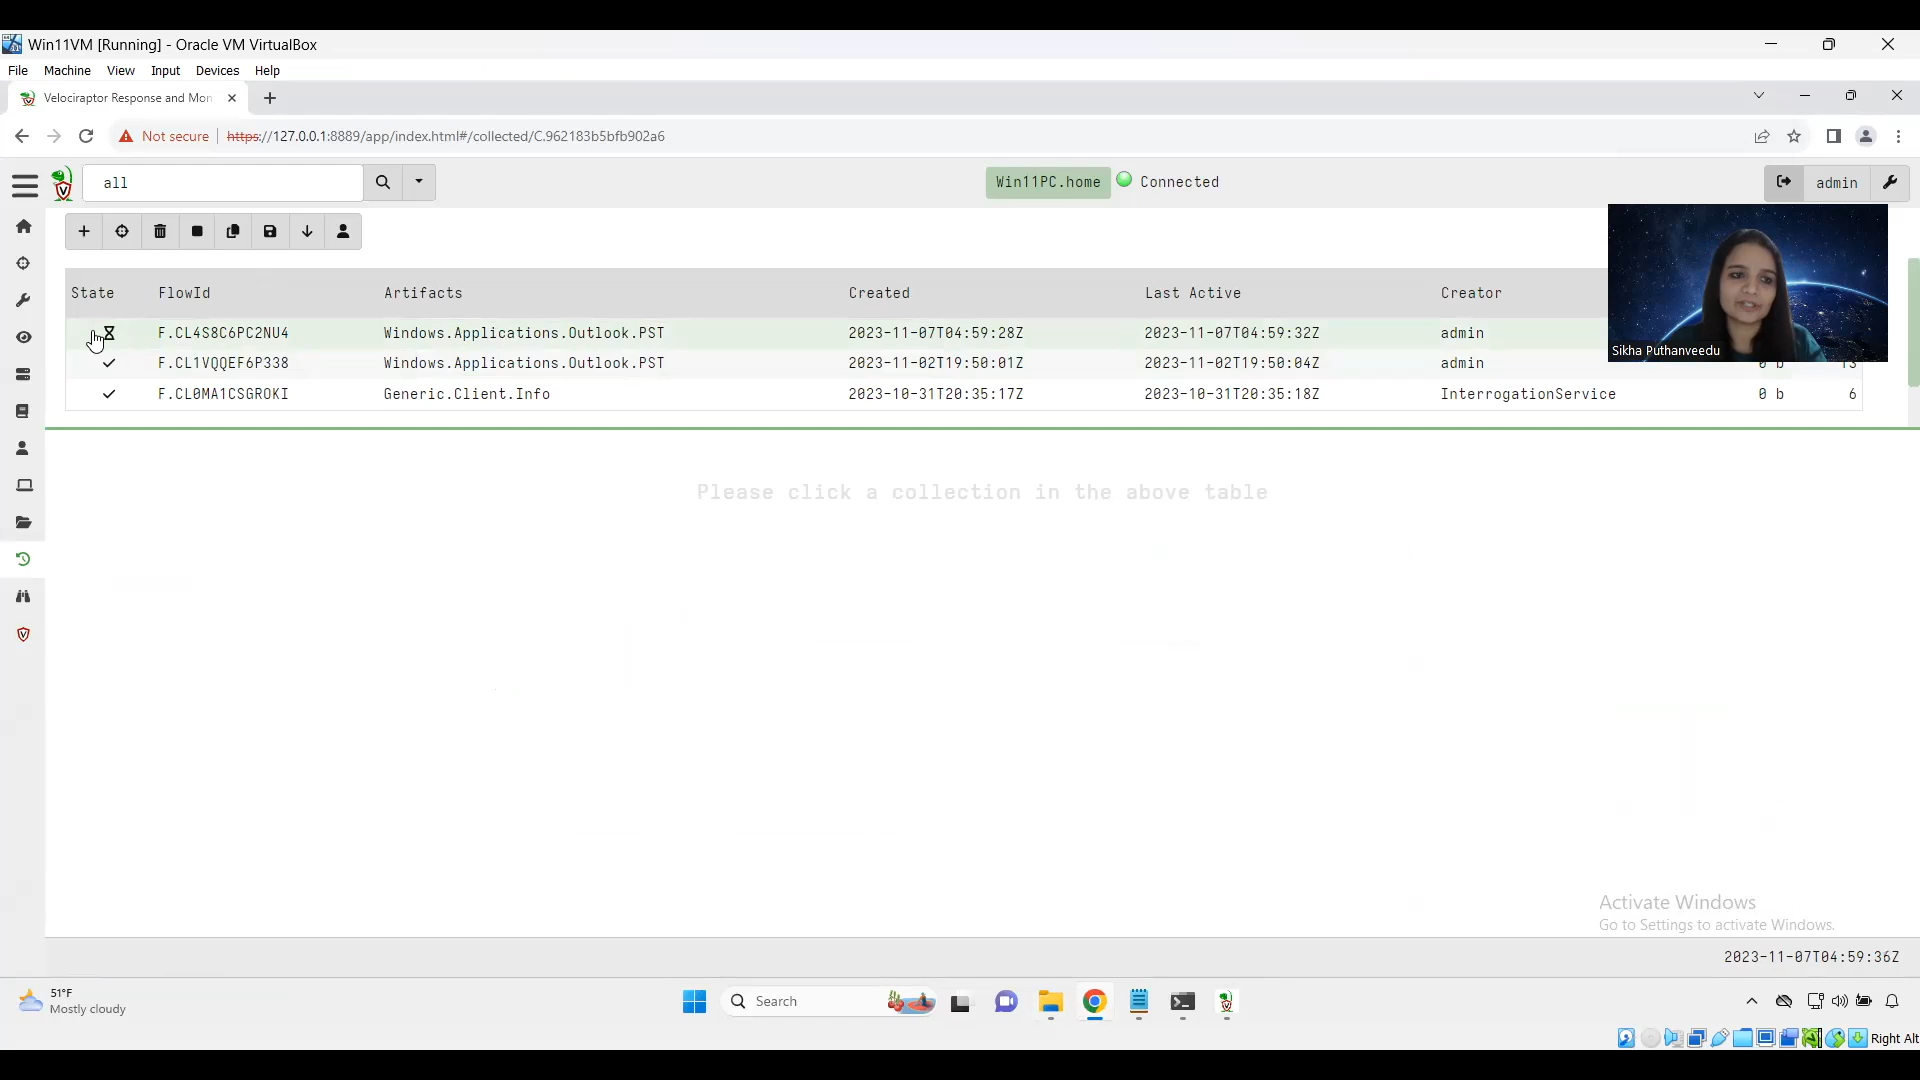 Win11VM [Running] - Oracle VM VirtualBox
File Machine View Input Devices Help
Velociraptor Response and Mon
Not secure https://127.0.0.1:8889/app/index.html#/collected/C.962183b5bfb902a6
all
Win11PC.home Connected
admin
State FlowId Artifacts Created Last Active Creator
F.CL4S8C6PC2NU4 Windows.Applications.Outlook.PST 2023-11-07T04:59:28Z 2023-11-07T04:59:32Z admin
F.CL1VQQEF6P338 Windows.Applications.Outlook.PST 2023-11-02T19:50:01Z 2023-11-02T19:50:04Z admin 0 b 13
F.CL0MA1CSGROKI Generic.Client.Info 2023-10-31T20:35:17Z 2023-10-31T20:35:18Z InterrogationService 0 b 6
Sikha Puthanveedu
Please click a collection in the above table
Activate Windows
Go to Settings to activate Windows.
2023-11-07T04:59:36Z
51°F
Mostly cloudy
Search
Right Alt